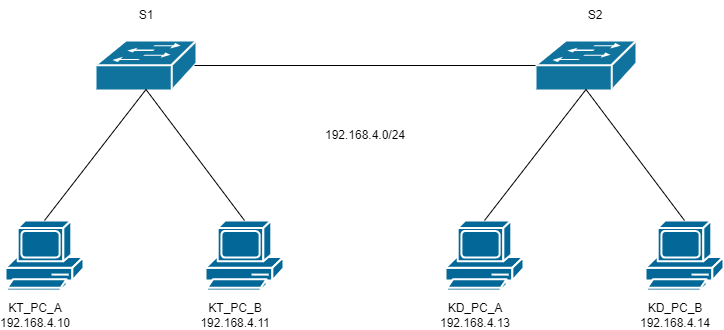 S1
S2
192.168.4.0/24
KT_PC_A
192.168.4.10
KT_PC_B
192.168.4.11
KD_PC_A
192.168.4.13
KD_PC_B
192.168.4.14